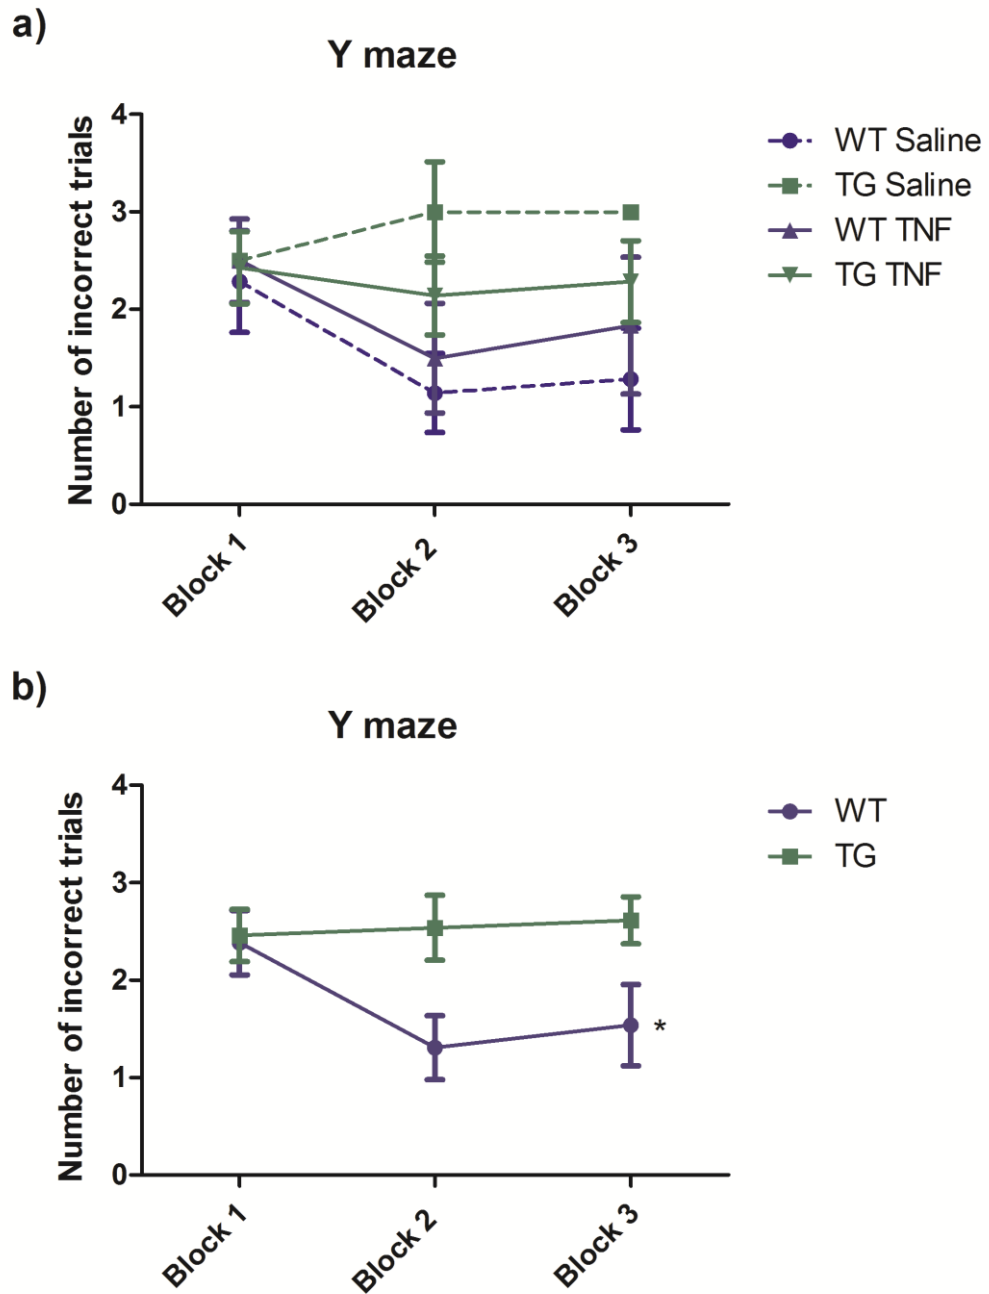 a)
Y maze
Number of incorrect trials
4
3
2
1
0
Block 1
Block 2
Block 3
WT Saline
TG Saline
WT TNF
TG TNF
b)
Y maze
Number of incorrect trials
4
3
2
1
0
*
Block 1
Block 2
Block 3
WT
TG